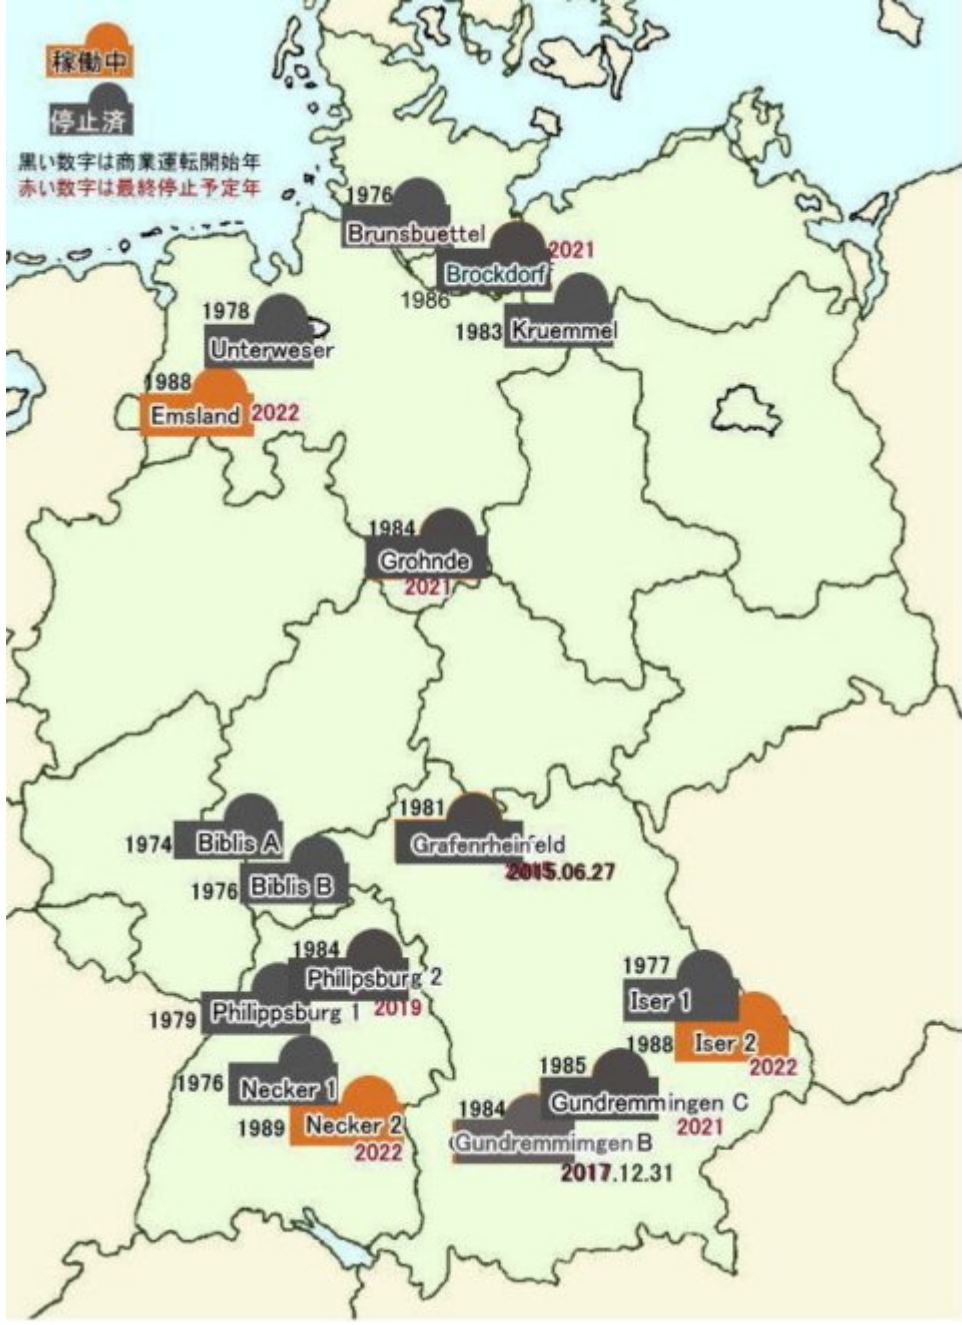 稼働中
停止済
黒い数字は商業運転開始年
赤い数字は最終停止予定年
1976
Brunsbuettel
2021
Brockdorf
1986
1978
Unterweser
1983
Kruemmel
1988
Emsland
2022
1984
Grohnde
2021
1981
Grafenrheinfeld
2015.06.27
1974
Biblis A
1976
Biblis B
1984
Philipsburg 2
2019
1979
Philippsburg 1
1977
Iser 1
1988
Iser 2
2022
1976
Necker 1
1989
Necker 2
2022
1985
Gundremmingen C
2021
1984
Gundremmimgen B
2017.12.31